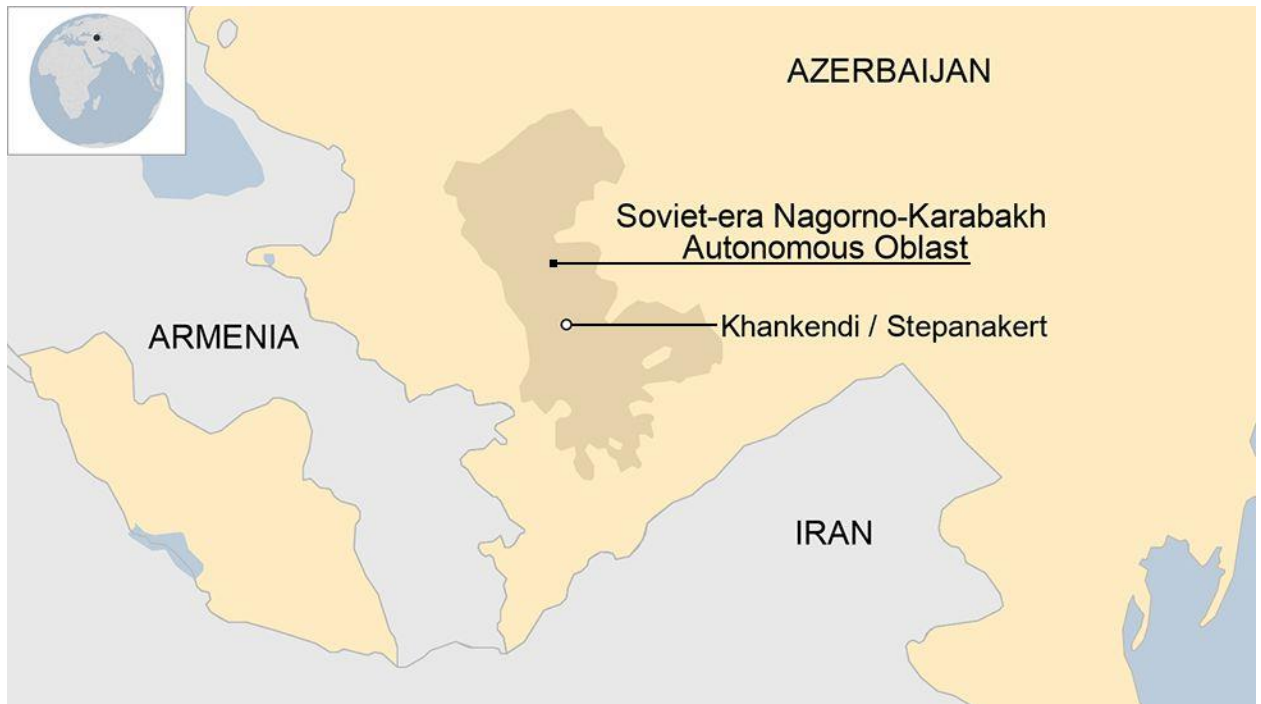 AZERBAIJAN
Soviet-era Nagorno-Karabakh
Autonomous Oblast
Khankendi / Stepanakert
ARMENIA
IRAN